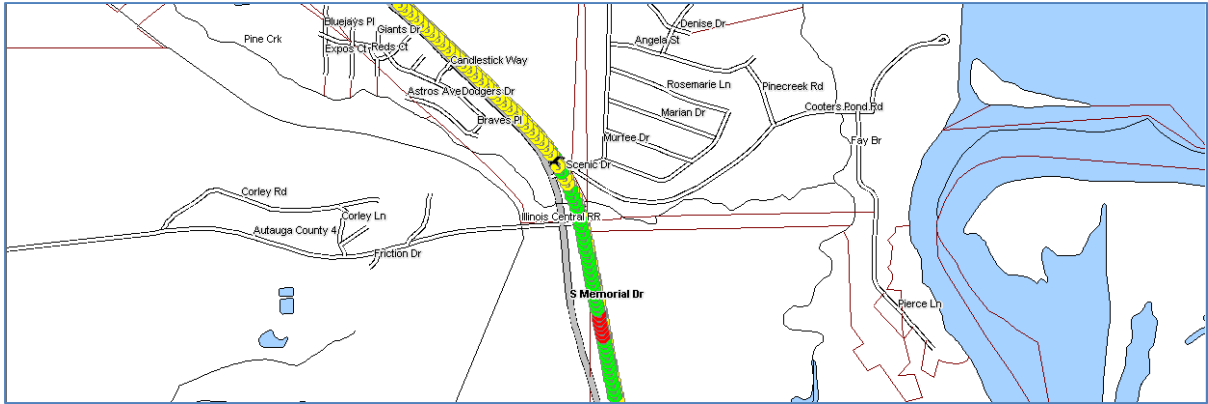 Bluejays Pl
Giants Dr
Denise Dr
Pine Crk
Expos Ct
Reds Ct
Angela St
Candlestick Way
Astros Ave
Dodgers Dr
Rosemarie Ln
Pinecreek Rd
Braves Pl
Marian Dr
Cooters Pond Rd
Murfee Dr
Fay Br
Scenic Dr
Corley Rd
Corley Ln
Illinois Central RR
Autauga County 4
Friction Dr
S Memorial Dr
Pierce Ln